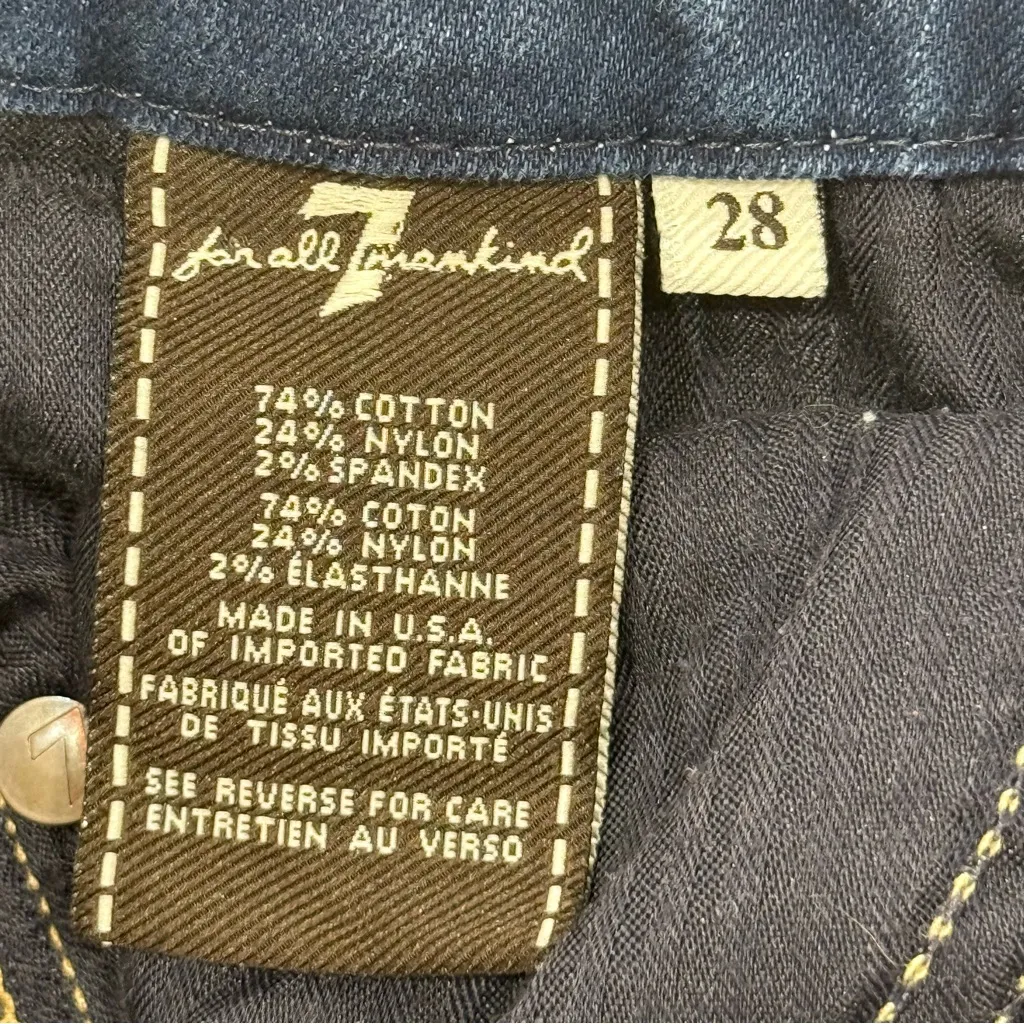 for all 7 mankind
28
74% COTTON
24% NYLON
2% SPANDEX
74% COTON
24% NYLON
2% ÉLASTHANNE
MADE IN U.S.A.
OF IMPORTED FABRIC
FABRIQUÉ AUX ÉTATS-UNIS
DE TISSU IMPORTÉ
SEE REVERSE FOR CARE
ENTRETIEN AU VERSO
7